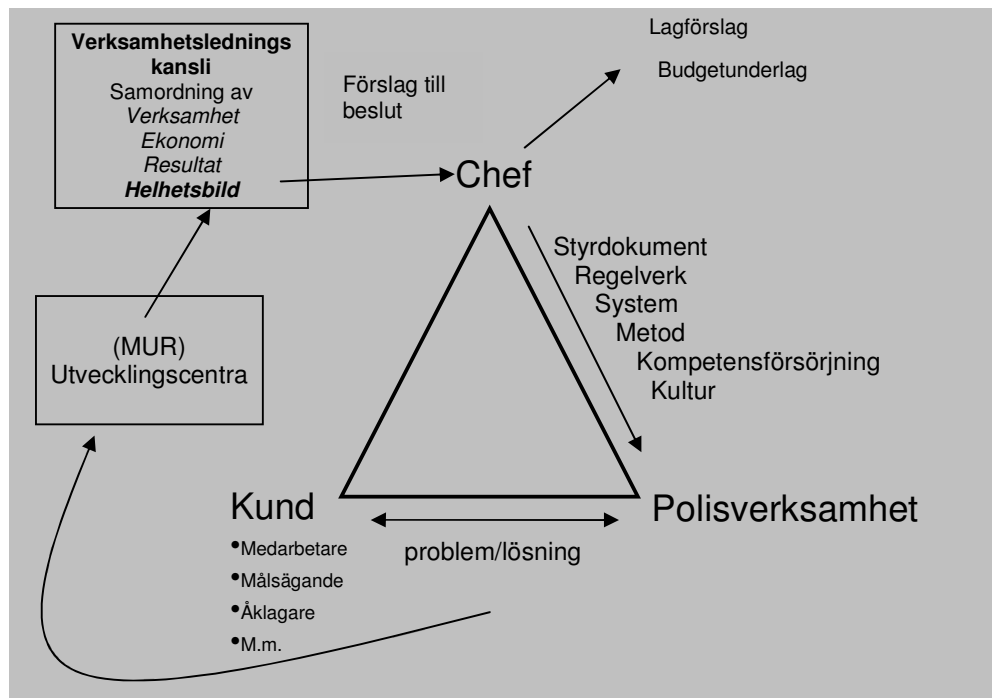 Verksamhetslednings
kansli
Samordning av
Verksamhet
Ekonomi
Resultat
Helhetsbild
Förslag till
beslut
Lagförslag
Budgetunderlag
Chef
Styrdokument
Regelverk
System
Metod
Kompetensförsörjning
Kultur
(MUR)
Utvecklingscentra
Kund
•Medarbetare
•Målsägande
•Åklagare
•M.m.
problem/lösning
Polisverksamhet